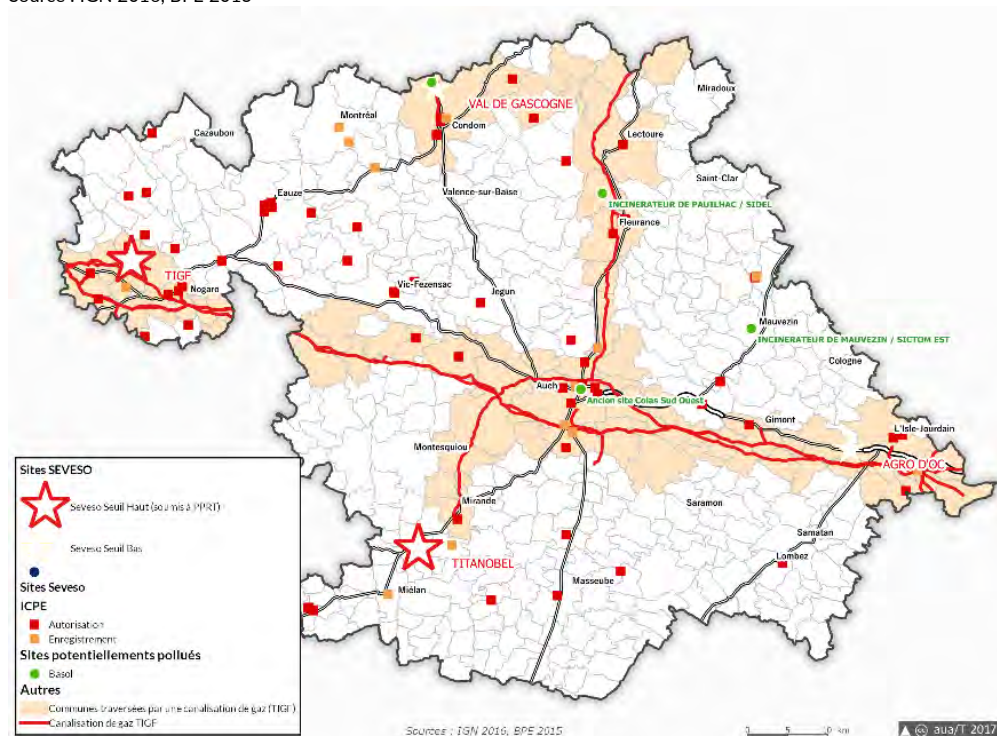 Source : IGN 2016, BPE 2015
Miradoux
VAL DE GASCOGNE
Montréal
Cazaubon
Condom
Lectoure
Saint-Clar
Eauze
Valence-sur-Baïse
INCINERATEUR DE PAUILHAC / SIDEL
Fleurance
TIGF
Vic-Fezensac
Nogaro
Jegun
Mauvezin
INCINERATEUR DE MAUVEZIN / SICTOM EST
Cologne
Auch
Ancien site Colas Sud Ouest
Gimont
L'Isle-Jourdain
Montesquiou
AGRO D'OC
Mirande
Saramon
Samatan
TITANOBEL
Lombez
Masseube
Miélan
Sites SEVESO
Seveso Seuil Haut (soumis à PPRT)
Seveso Seuil Bas
Sites Seveso
ICPE
Autorisation
Enregistrement
Sites potentiellement pollués
Basol
Autres
Communes traversées par une canalisation de gaz (TIGF)
Canalisation de gaz TIGF
Sources : IGN 2016, BPE 2015
0 5 10 km
cc aua/T 2017